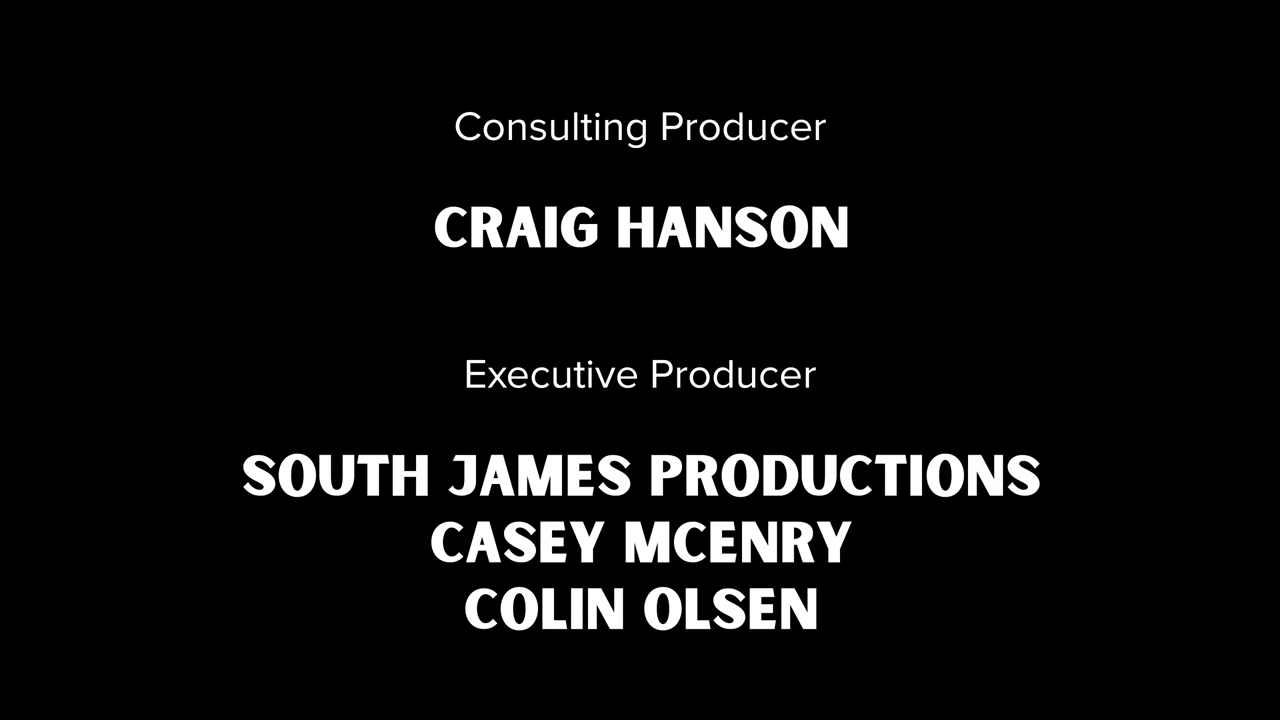 Consulting Producer
CRAIG HANSON
Executive Producer
SOUTH JAMES PRODUCTIONS
CASEY MCENRY
COLIN OLSEN